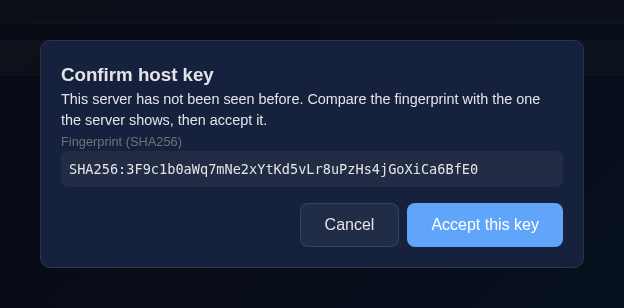 Confirm host key
This server has not been seen before. Compare the fingerprint with the one
the server shows, then accept it.
Fingerprint (SHA256)
SHA256:3F9c1b0aWq7mNe2xYtKd5vLr8uPzHs4jGoXiCa6BfE0
Cancel Accept this key